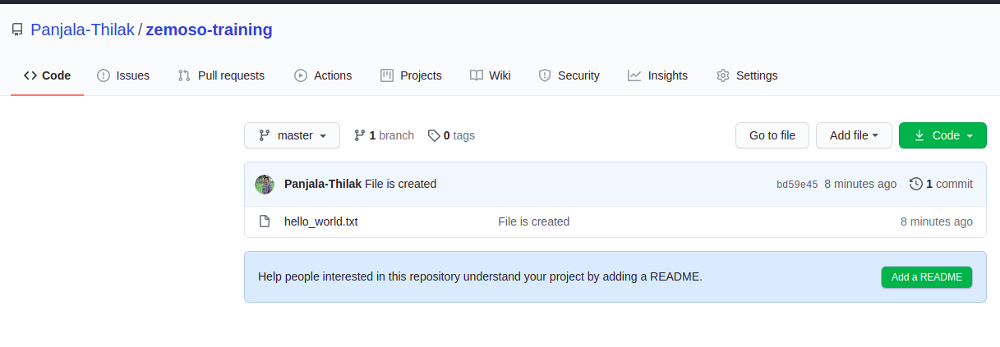 Panjala-Thilak / zemoso-training
Code Issues Pull requests Actions Projects Wiki Security Insights Settings
master 1 branch 0 tags Go to file Add file Code
Panjala-Thilak File is created bd59e45 8 minutes ago 1 commit
hello_world.txt File is created 8 minutes ago
Help people interested in this repository understand your project by adding a README. Add a README